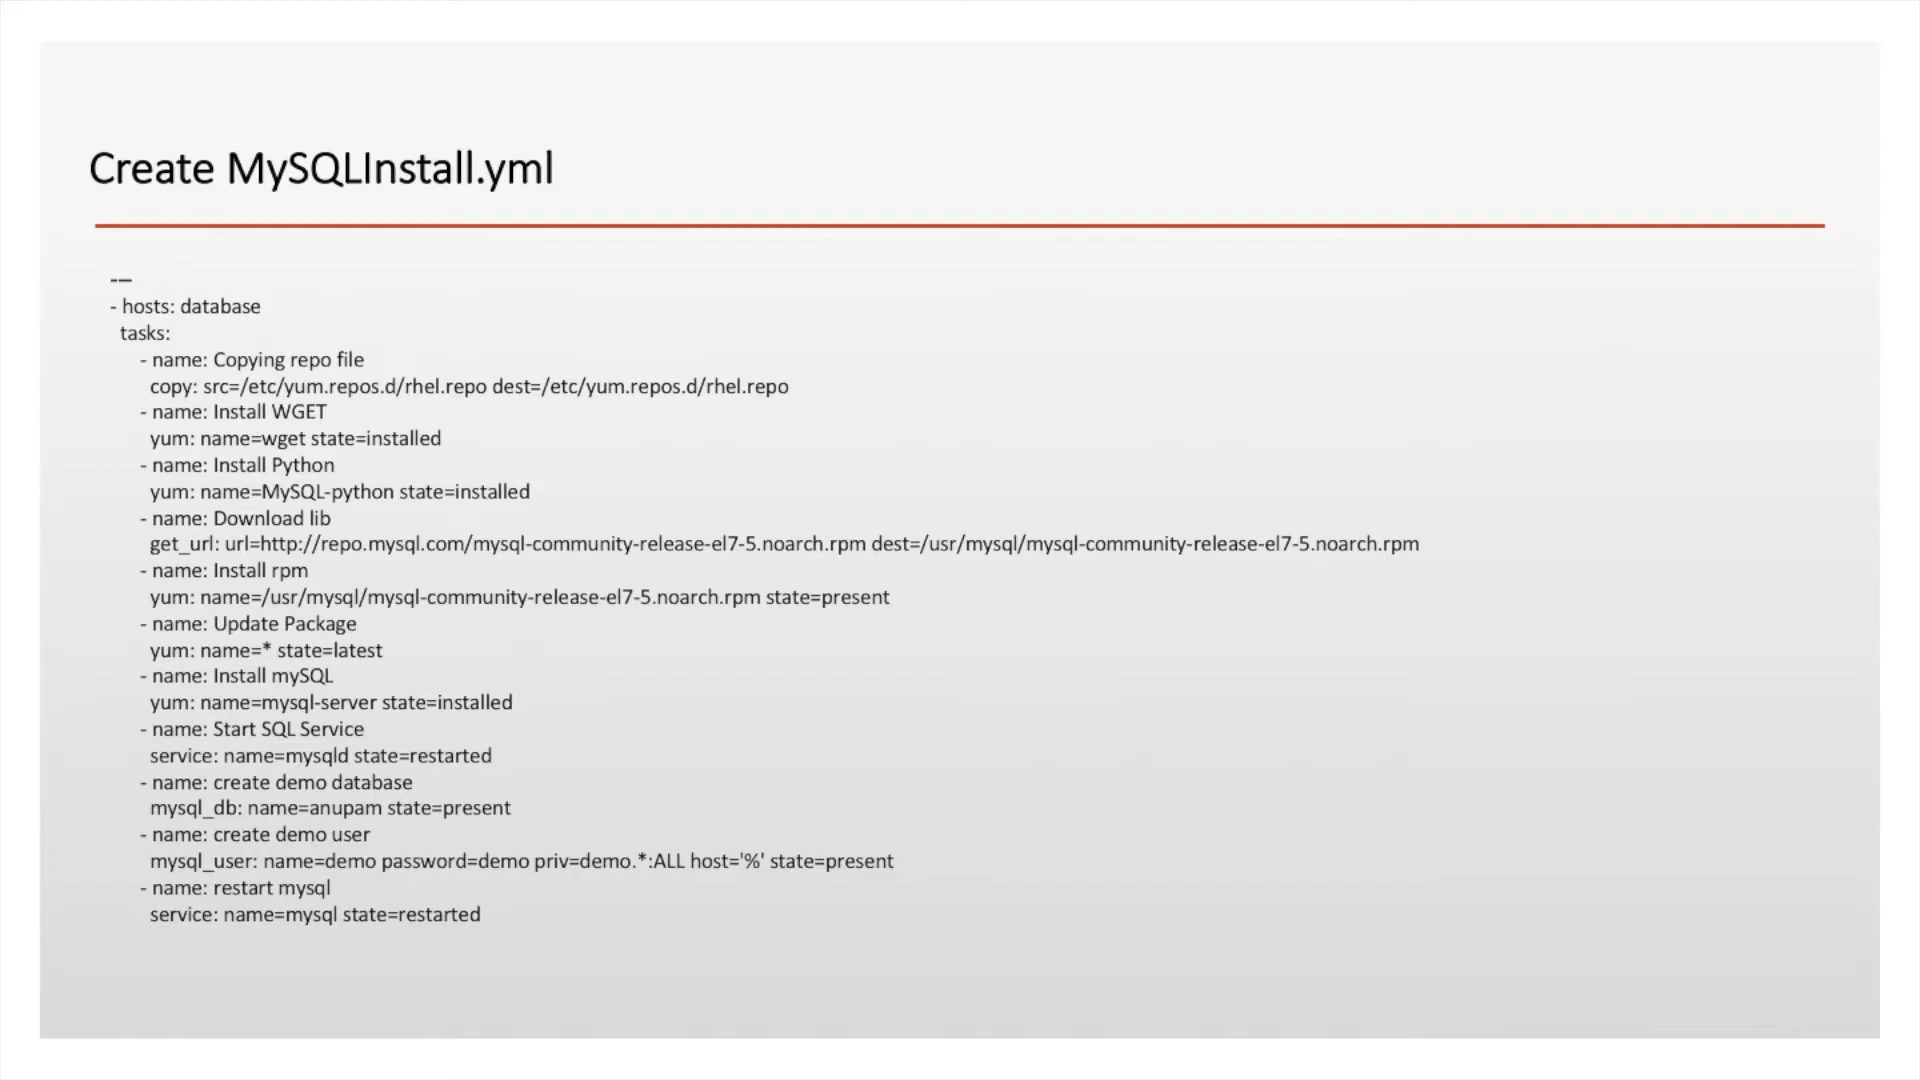 Create MySQLInstall.yml
---
- hosts: database
tasks:
- name: Copying repo file
copy: src=/etc/yum.repos.d/rhel.repo dest=/etc/yum.repos.d/rhel.repo
- name: Install WGET
yum: name=wget state=installed
- name: Install Python
yum: name=MySQL-python state=installed
- name: Download lib
get_url: url=http://repo.mysql.com/mysql-community-release-el7-5.noarch.rpm dest=/usr/mysql/mysql-community-release-el7-5.noarch.rpm
- name: Install rpm
yum: name=/usr/mysql/mysql-community-release-el7-5.noarch.rpm state=present
- name: Update Package
yum: name=* state=latest
- name: Install mySQL
yum: name=mysql-server state=installed
- name: Start SQL Service
service: name=mysqld state=restarted
- name: create demo database
mysql_db: name=anupam state=present
- name: create demo user
mysql_user: name=demo password=demo priv=demo.*:ALL host='%' state=present
- name: restart mysql
service: name=mysql state=restarted